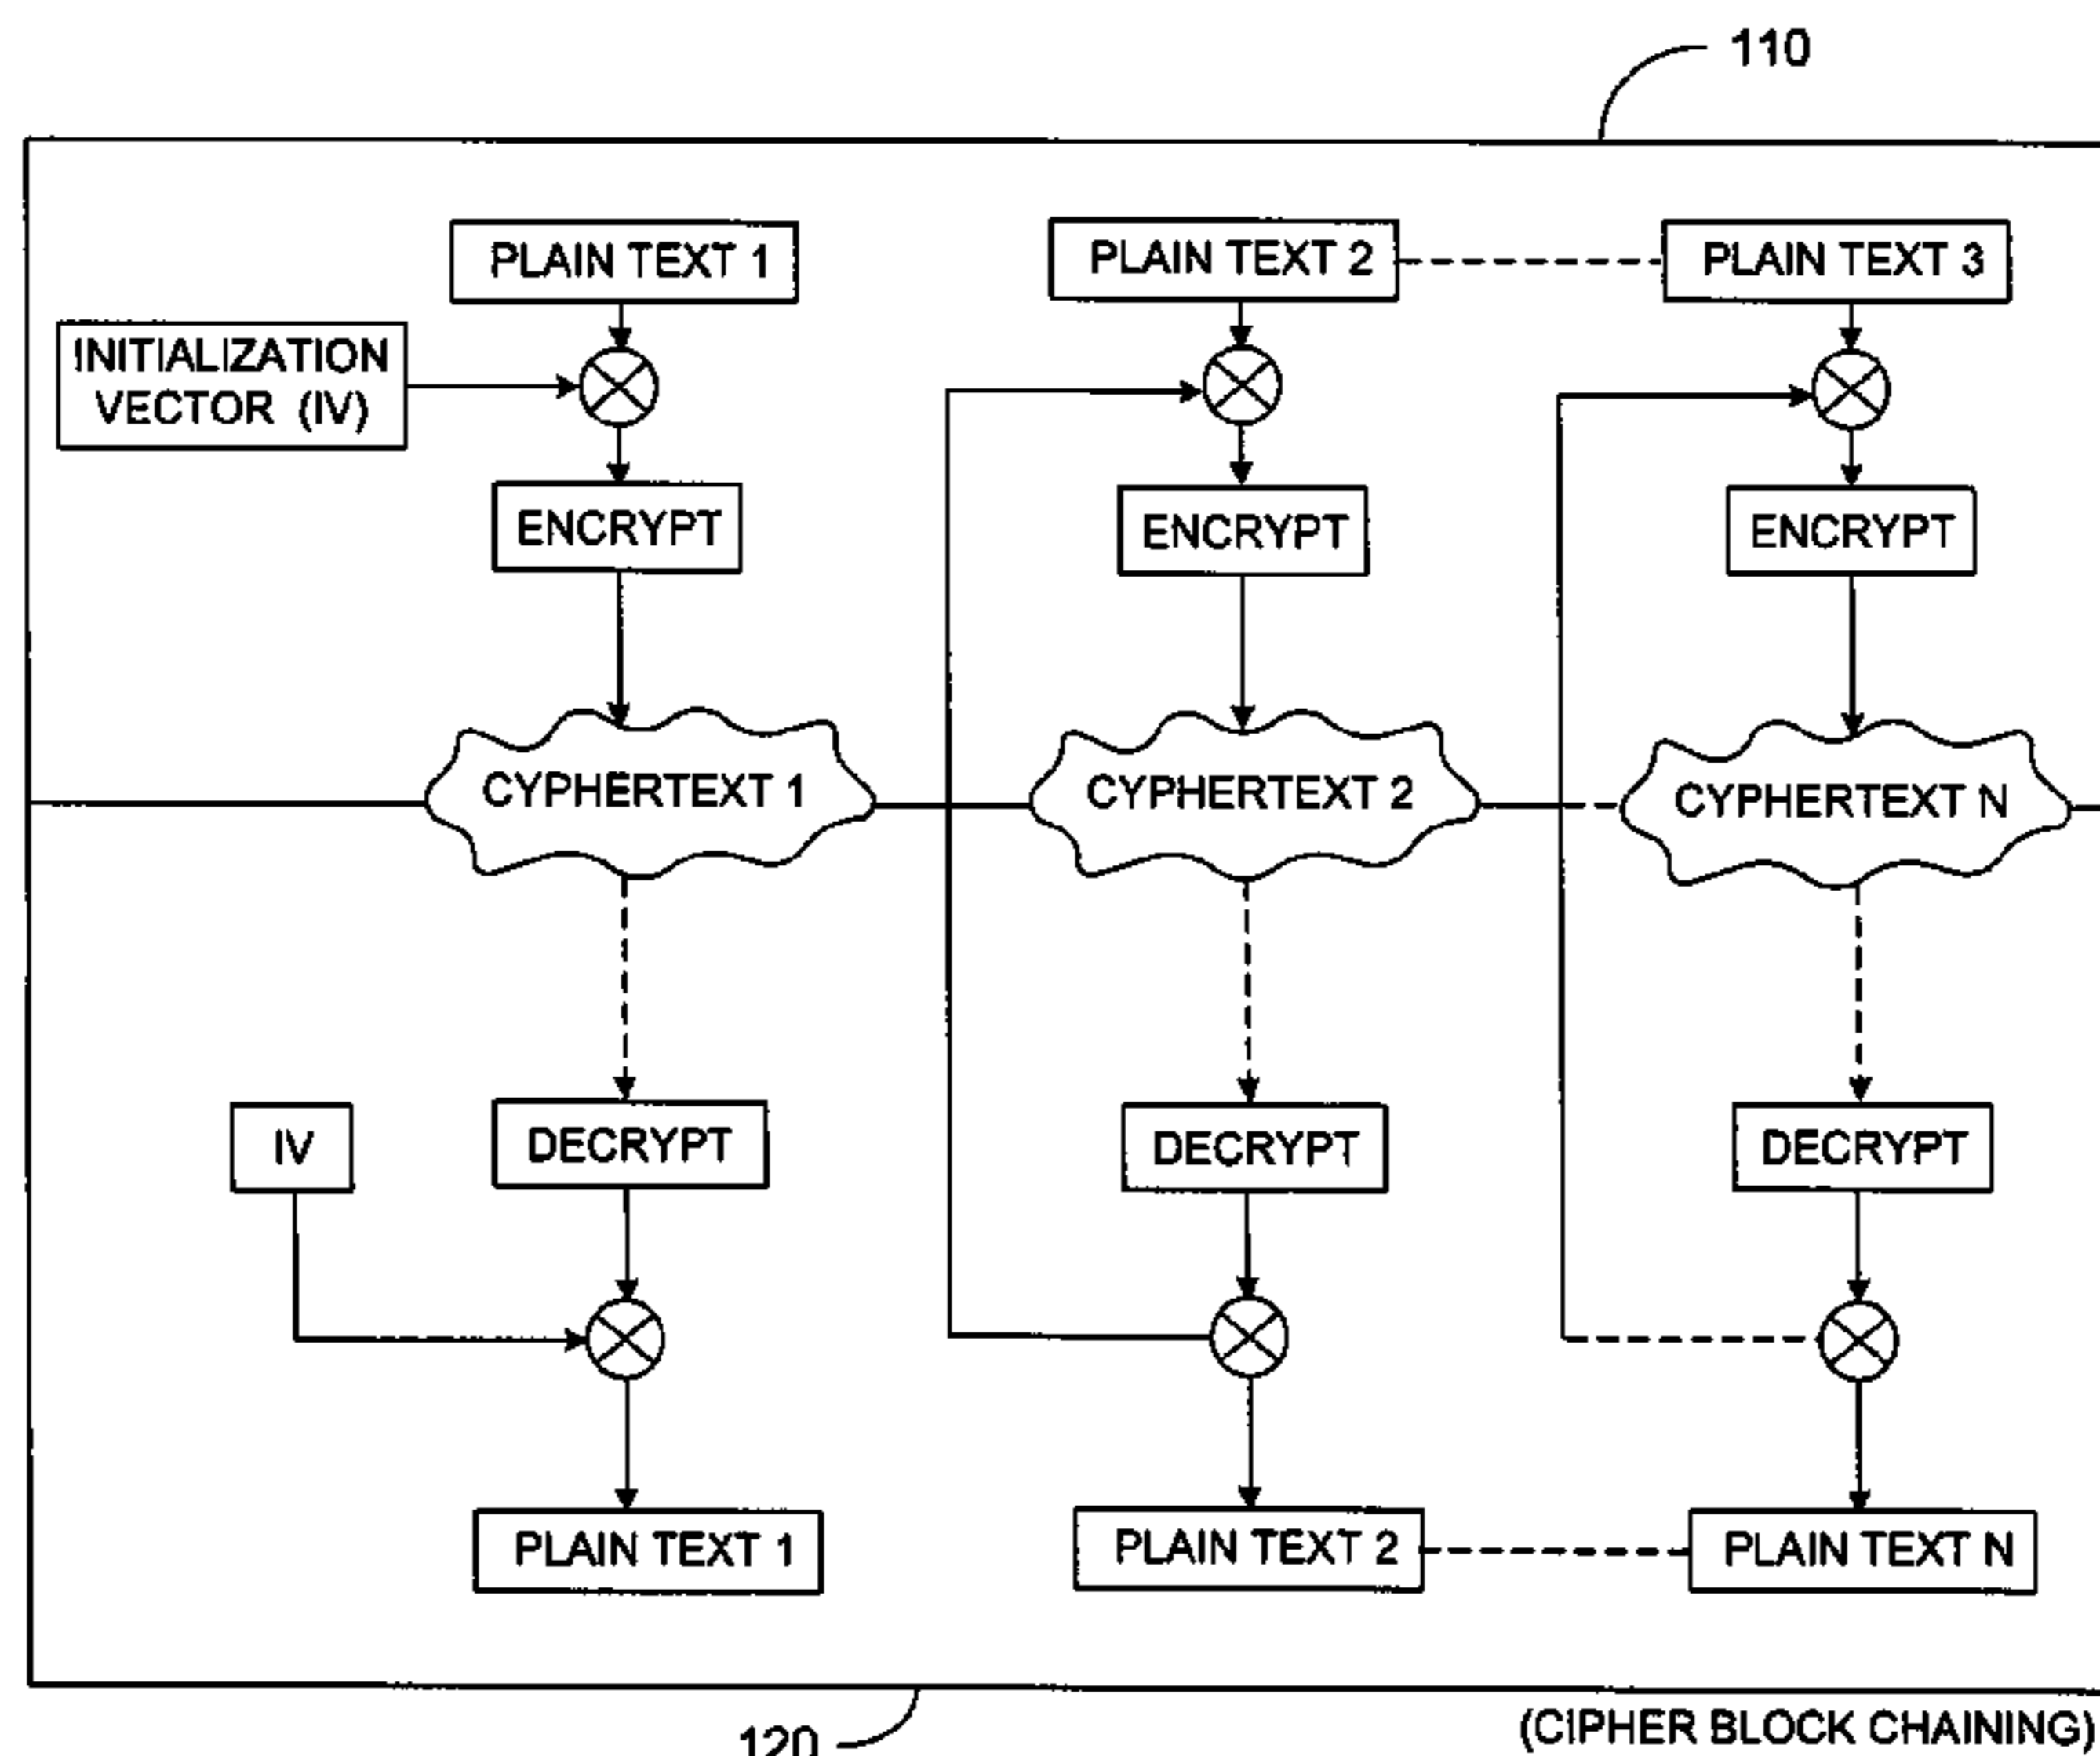 110
PLAIN TEXT 1
PLAIN TEXT 2
PLAIN TEXT 3
INITIALIZATION
VECTOR (IV)
ENCRYPT
ENCRYPT
ENCRYPT
CYPHERTEXT 1
CYPHERTEXT 2
CYPHERTEXT N
IV
DECRYPT
DECRYPT
DECRYPT
PLAIN TEXT 1
PLAIN TEXT 2
PLAIN TEXT N
120
(CIPHER BLOCK CHAINING)